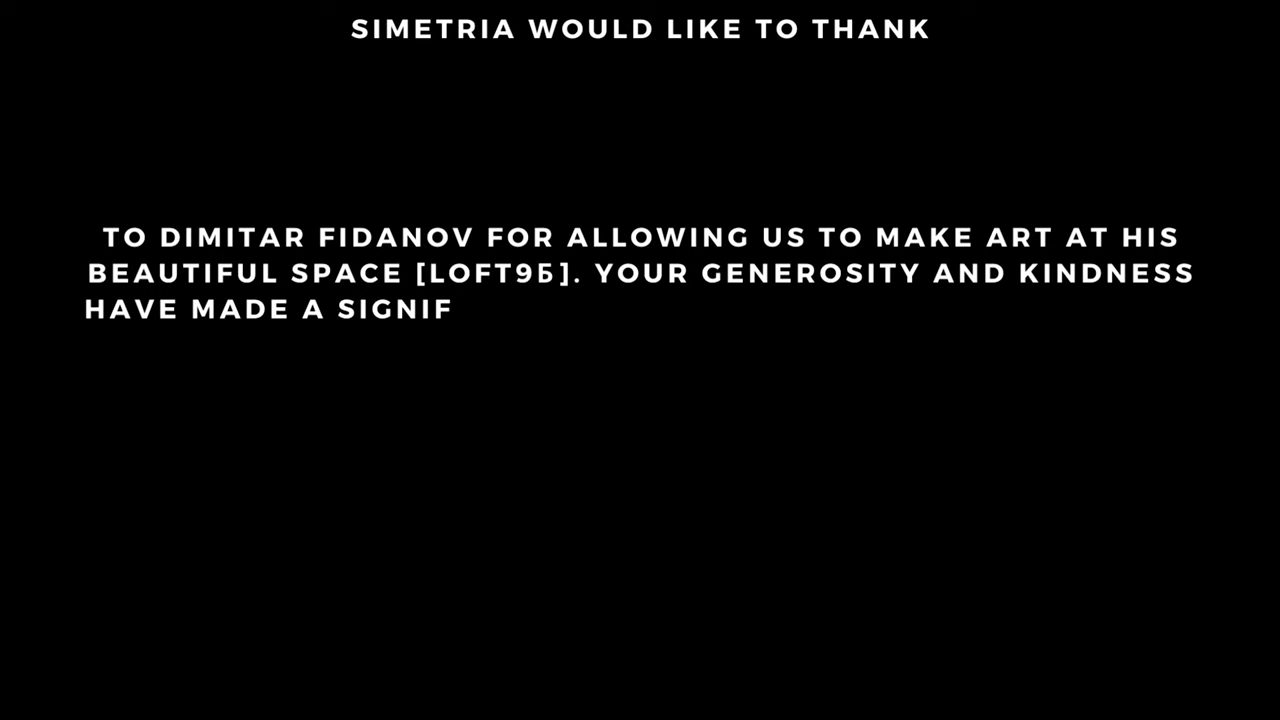 SIMETRIA WOULD LIKE TO THANK
TO DIMITAR FIDANOV FOR ALLOWING US TO MAKE ART AT HIS
BEAUTIFUL SPACE [LOFT9Б]. YOUR GENEROSITY AND KINDNESS
HAVE MADE A SIGNIF